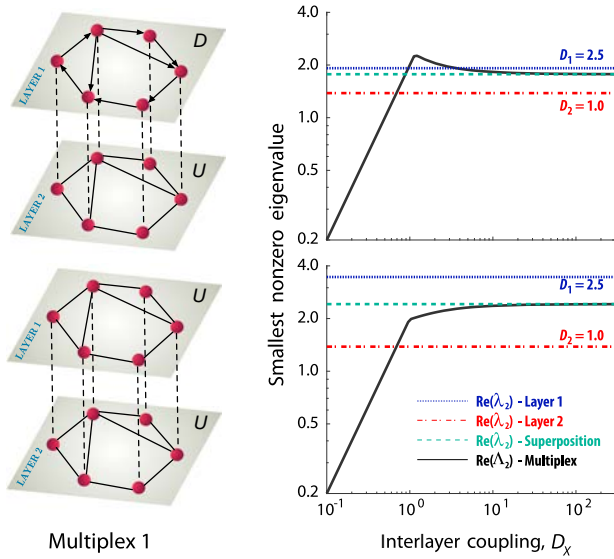 D
LAYER 1
U
LAYER 2
U
LAYER 1
U
LAYER 2
Multiplex 1
Smallest nonzero eigenvalue
4.0
2.0
1.0
0.5
0.2
D₁ = 2.5
D₂ = 1.0
4.0
2.0
1.0
0.5
0.2
D₁ = 2.5
D₂ = 1.0
Re(λ₂) - Layer 1
Re(λ₂) - Layer 2
Re(λ₂) - Superposition
Re(Λ₂) - Multiplex
10⁻¹ 10⁰ 10¹ 10²
Interlayer coupling, Dₓ